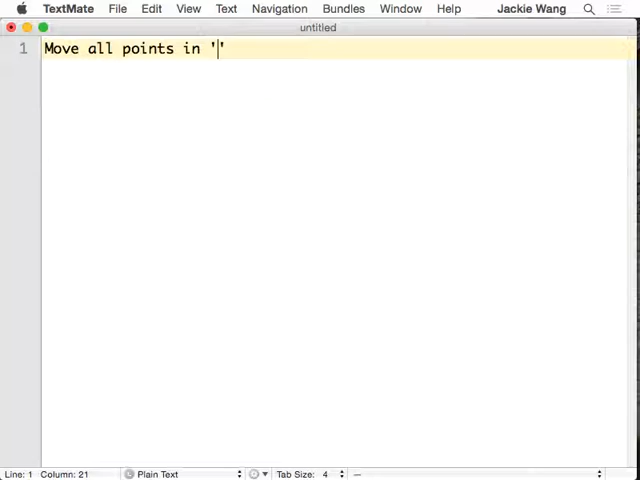 TextMate File Edit View Text Navigation Bundles Window Help Jackie Wang
untitled
1 Move all points in ''
Line: 1 Column: 21 Plain Text Tab Size: 4 —